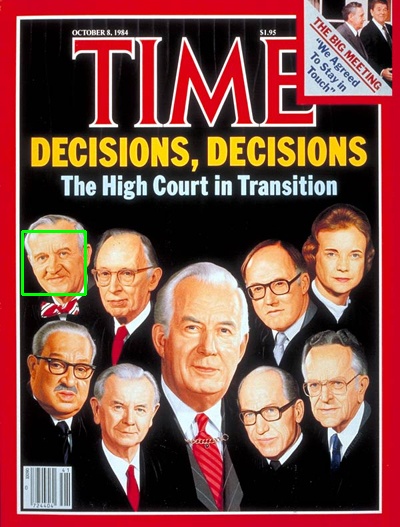 OCTOBER 8, 1984
$1.95
TIME
THE BIG MEETING
"We Agreed
To Stay in
Touch"
DECISIONS, DECISIONS
The High Court in Transition
41